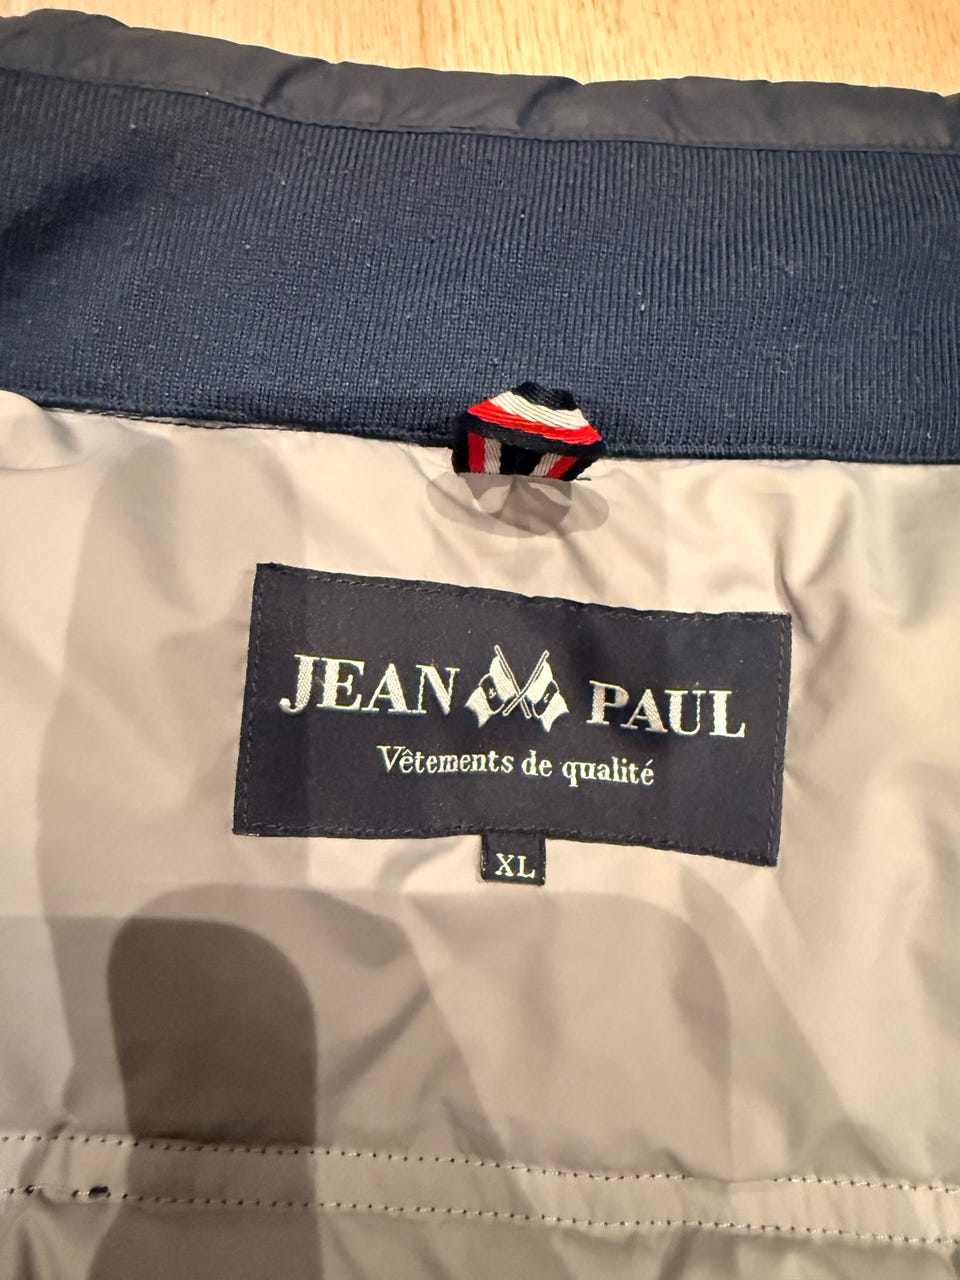 JEAN PAUL
Vêtements de qualité
XL